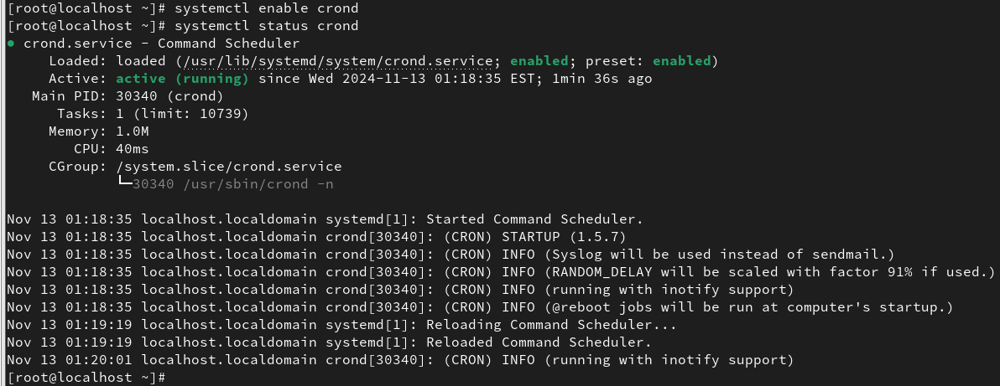 [root@localhost ~]# systemctl enable crond
[root@localhost ~]# systemctl status crond
● crond.service - Command Scheduler
     Loaded: loaded (/usr/lib/systemd/system/crond.service; enabled; preset: enabled)
     Active: active (running) since Wed 2024-11-13 01:18:35 EST; 1min 36s ago
   Main PID: 30340 (crond)
      Tasks: 1 (limit: 10739)
     Memory: 1.0M
        CPU: 40ms
     CGroup: /system.slice/crond.service
             └─30340 /usr/sbin/crond -n

Nov 13 01:18:35 localhost.localdomain systemd[1]: Started Command Scheduler.
Nov 13 01:18:35 localhost.localdomain crond[30340]: (CRON) STARTUP (1.5.7)
Nov 13 01:18:35 localhost.localdomain crond[30340]: (CRON) INFO (Syslog will be used instead of sendmail.)
Nov 13 01:18:35 localhost.localdomain crond[30340]: (CRON) INFO (RANDOM_DELAY will be scaled with factor 91% if used.)
Nov 13 01:18:35 localhost.localdomain crond[30340]: (CRON) INFO (running with inotify support)
Nov 13 01:18:35 localhost.localdomain crond[30340]: (CRON) INFO (@reboot jobs will be run at computer's startup.)
Nov 13 01:19:19 localhost.localdomain systemd[1]: Reloading Command Scheduler...
Nov 13 01:19:19 localhost.localdomain systemd[1]: Reloaded Command Scheduler.
Nov 13 01:20:01 localhost.localdomain crond[30340]: (CRON) INFO (running with inotify support)
[root@localhost ~]#